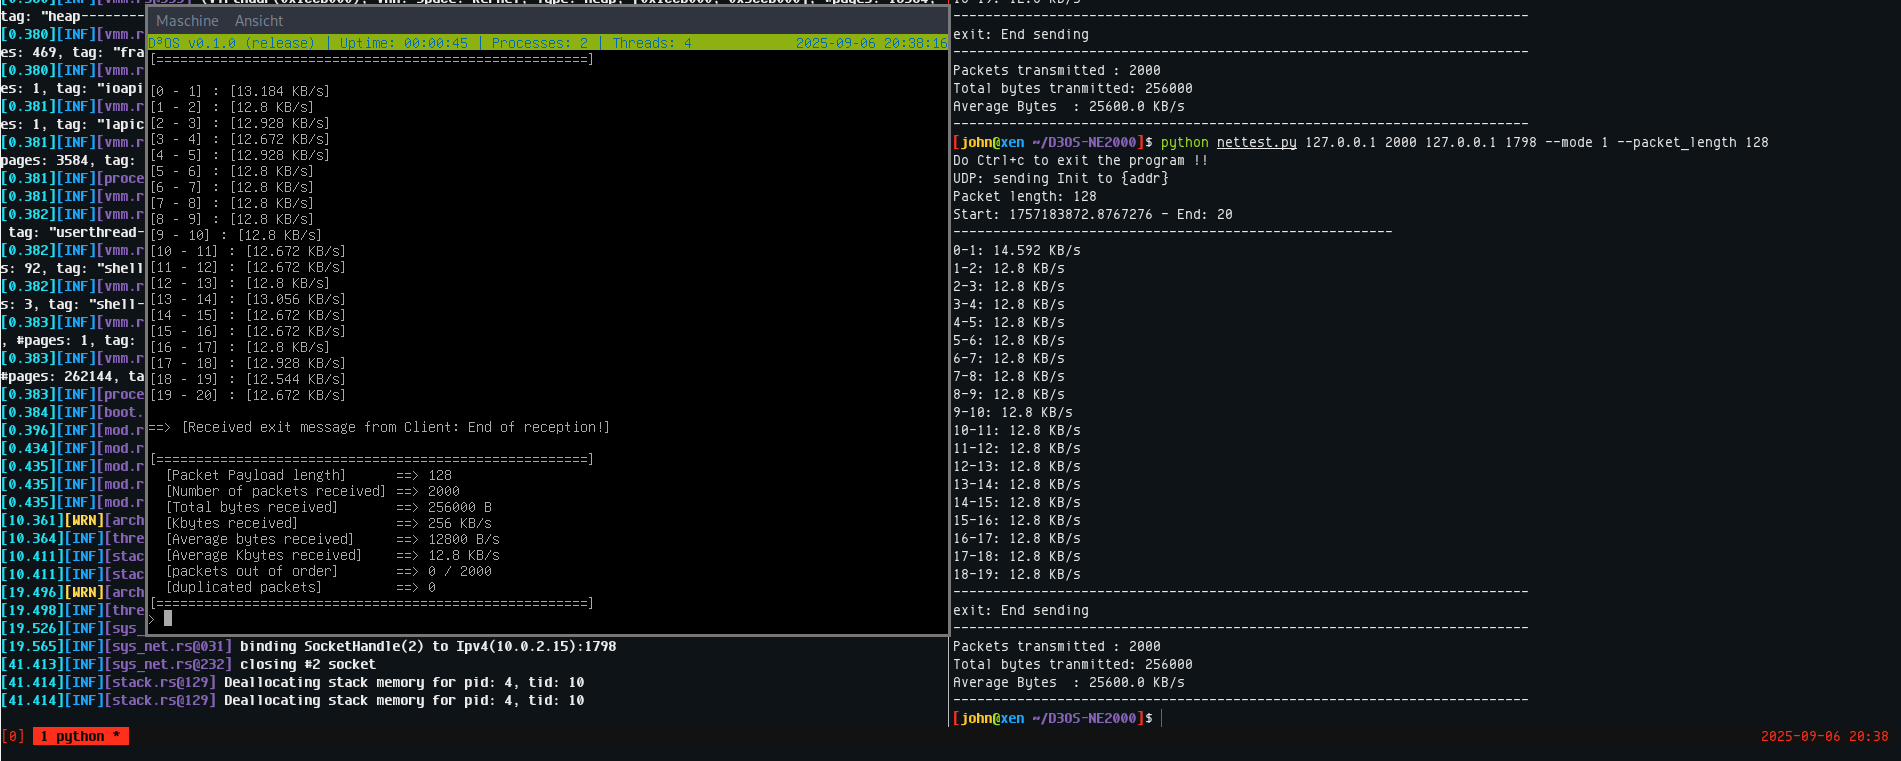 tag: "heap----------
[0.380][INF][vmm.r
es: 469, tag: "fra
[0.380][INF][vmm.r
es: 1, tag: "ioapi
[0.381][INF][vmm.r
es: 1, tag: "lapic
[0.381][INF][vmm.r
pages: 3584, tag:
[0.381][INF][proce
[0.381][INF][vmm.r
[0.382][INF][vmm.r
tag: "userthread-
[0.382][INF][vmm.r
s: 92, tag: "shell
[0.382][INF][vmm.r
s: 3, tag: "shell-
[0.383][INF][vmm.r
, #pages: 1, tag:
[0.383][INF][vmm.r
#pages: 262144, ta
[0.383][INF][proce
[0.384][INF][boot.
[0.396][INF][mod.r
[0.434][INF][mod.r
[0.435][INF][mod.r
[0.435][INF][mod.r
[0.435][INF][mod.r
[10.361][WRN][arch
[10.364][INF][thre
[10.411][INF][stac
[10.411][INF][stac
[19.496][WRN][arch
[19.498][INF][thre
[19.526][INF][sys_
[19.565][INF][sys_net.rs@031] binding SocketHandle(2) to Ipv4(10.0.2.15):1798
[41.413][INF][sys_net.rs@232] closing #2 socket
[41.414][INF][stack.rs@129] Deallocating stack memory for pid: 4, tid: 10
[41.414][INF][stack.rs@129] Deallocating stack memory for pid: 4, tid: 10
Maschine Ansicht
D³OS v0.1.0 (release) | Uptime: 00:00:45 | Processes: 2 | Threads: 4 2025-09-06 20:38:16
[======================================================]
[0 - 1] : [13.184 KB/s]
[1 - 2] : [12.8 KB/s]
[2 - 3] : [12.928 KB/s]
[3 - 4] : [12.672 KB/s]
[4 - 5] : [12.928 KB/s]
[5 - 6] : [12.8 KB/s]
[6 - 7] : [12.8 KB/s]
[7 - 8] : [12.8 KB/s]
[8 - 9] : [12.8 KB/s]
[9 - 10] : [12.8 KB/s]
[10 - 11] : [12.672 KB/s]
[11 - 12] : [12.672 KB/s]
[12 - 13] : [12.8 KB/s]
[13 - 14] : [13.056 KB/s]
[14 - 15] : [12.672 KB/s]
[15 - 16] : [12.672 KB/s]
[16 - 17] : [12.8 KB/s]
[17 - 18] : [12.928 KB/s]
[18 - 19] : [12.544 KB/s]
[19 - 20] : [12.672 KB/s]
==> [Received exit message from Client: End of reception!]
[======================================================]
[Packet Payload length] ==> 128
[Number of packets received] ==> 2000
[Total bytes received] ==> 256000 B
[Kbytes received] ==> 256 KB/s
[Average bytes received] ==> 12800 B/s
[Average Kbytes received] ==> 12.8 KB/s
[packets out of order] ==> 0 / 2000
[duplicated packets] ==> 0
[======================================================]
>
------------------------------------------------------------------------
exit: End sending
------------------------------------------------------------------------
Packets transmitted : 2000
Total bytes tranmitted: 256000
Average Bytes : 25600.0 KB/s
------------------------------------------------------------------------
[john@xen ~/D3OS-NE2000]$ python nettest.py 127.0.0.1 2000 127.0.0.1 1798 --mode 1 --packet_length 128
Do Ctrl+c to exit the program !!
UDP: sending Init to {addr}
Packet length: 128
Start: 1757183872.8767276 - End: 20
-------------------------------------------------------
0-1: 14.592 KB/s
1-2: 12.8 KB/s
2-3: 12.8 KB/s
3-4: 12.8 KB/s
4-5: 12.8 KB/s
5-6: 12.8 KB/s
6-7: 12.8 KB/s
7-8: 12.8 KB/s
8-9: 12.8 KB/s
9-10: 12.8 KB/s
10-11: 12.8 KB/s
11-12: 12.8 KB/s
12-13: 12.8 KB/s
13-14: 12.8 KB/s
14-15: 12.8 KB/s
15-16: 12.8 KB/s
16-17: 12.8 KB/s
17-18: 12.8 KB/s
18-19: 12.8 KB/s
------------------------------------------------------------------------
exit: End sending
------------------------------------------------------------------------
Packets transmitted : 2000
Total bytes tranmitted: 256000
Average Bytes : 25600.0 KB/s
------------------------------------------------------------------------
[john@xen ~/D3OS-NE2000]$
[0] 1 python * 2025-09-06 20:38